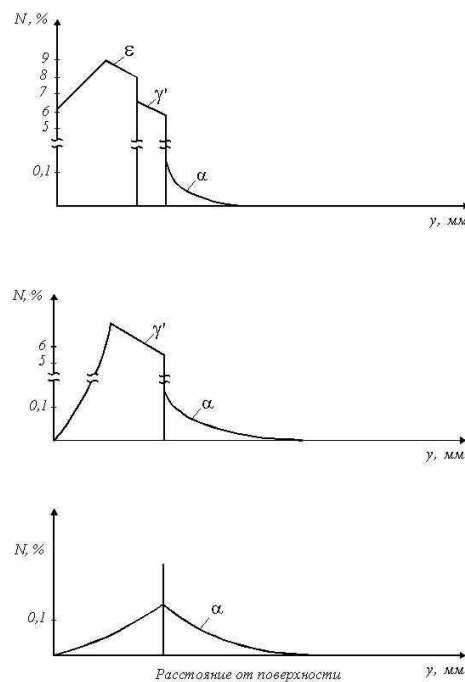 N, %
ε
9
8
γ'
7
6
5
0,1
α
y, мм
N, %
γ'
6
5
0,1
α
y, мм
N, %
0,1
α
y, мм
Расстояние от поверхности